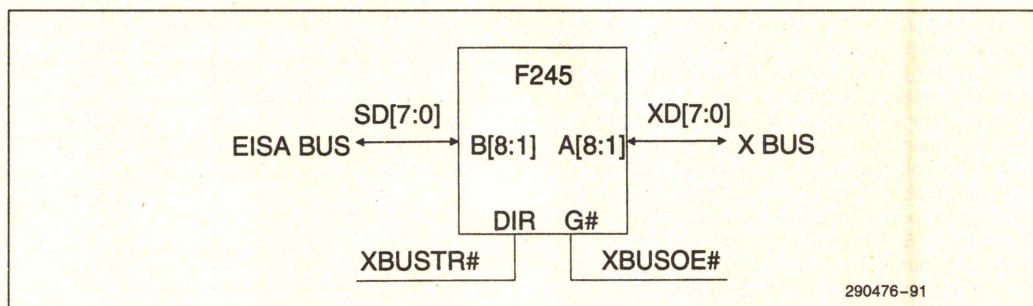 F245
SD[7:0] XD[7:0]
EISA BUS B[8:1] A[8:1] X BUS
DIR G#
XBUSTR# XBUSOE#
290476-91